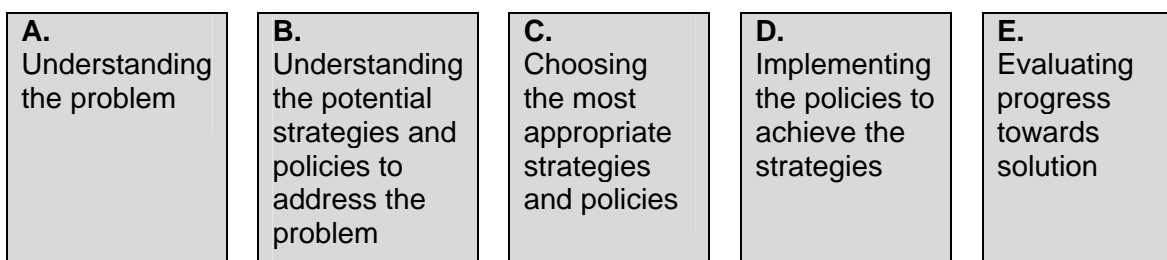 A.
Understanding
the problem
B.
Understanding
the potential
strategies and
policies to
address the
problem
C.
Choosing
the most
appropriate
strategies
and policies
D.
Implementing
the policies to
achieve the
strategies
E.
Evaluating
progress
towards
solution